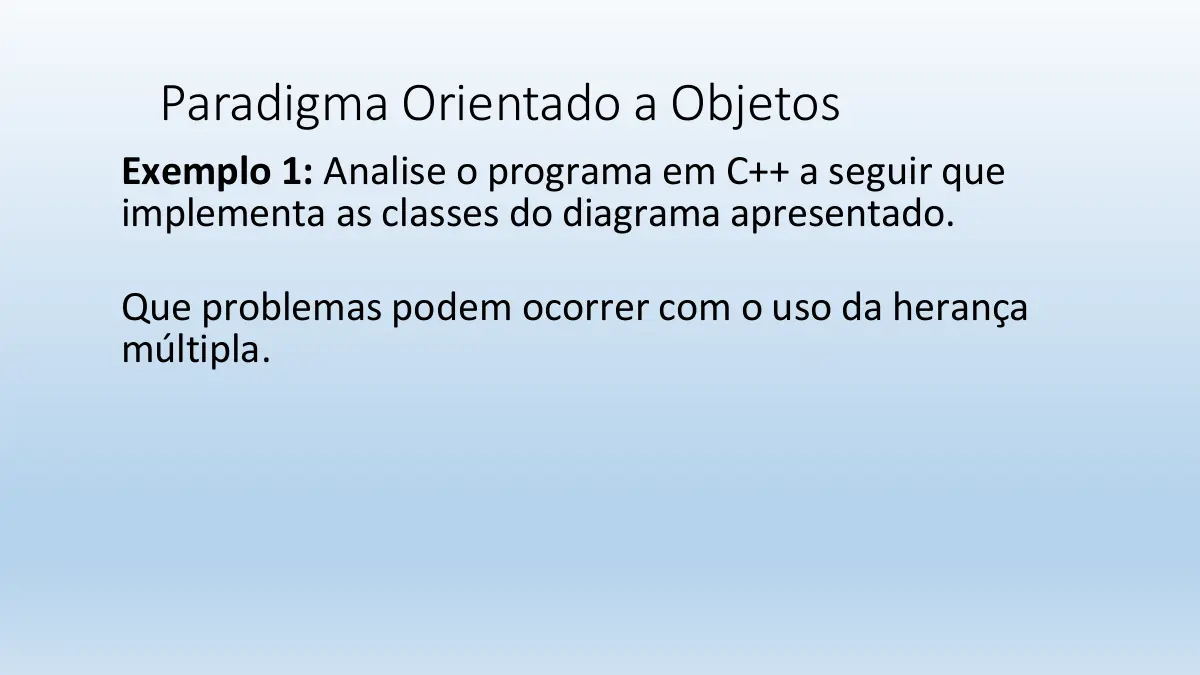 Paradigma Orientado a Objetos
Exemplo 1: Analise o programa em C++ a seguir que
implementa as classes do diagrama apresentado.
Que problemas podem ocorrer com o uso da herança
múltipla.